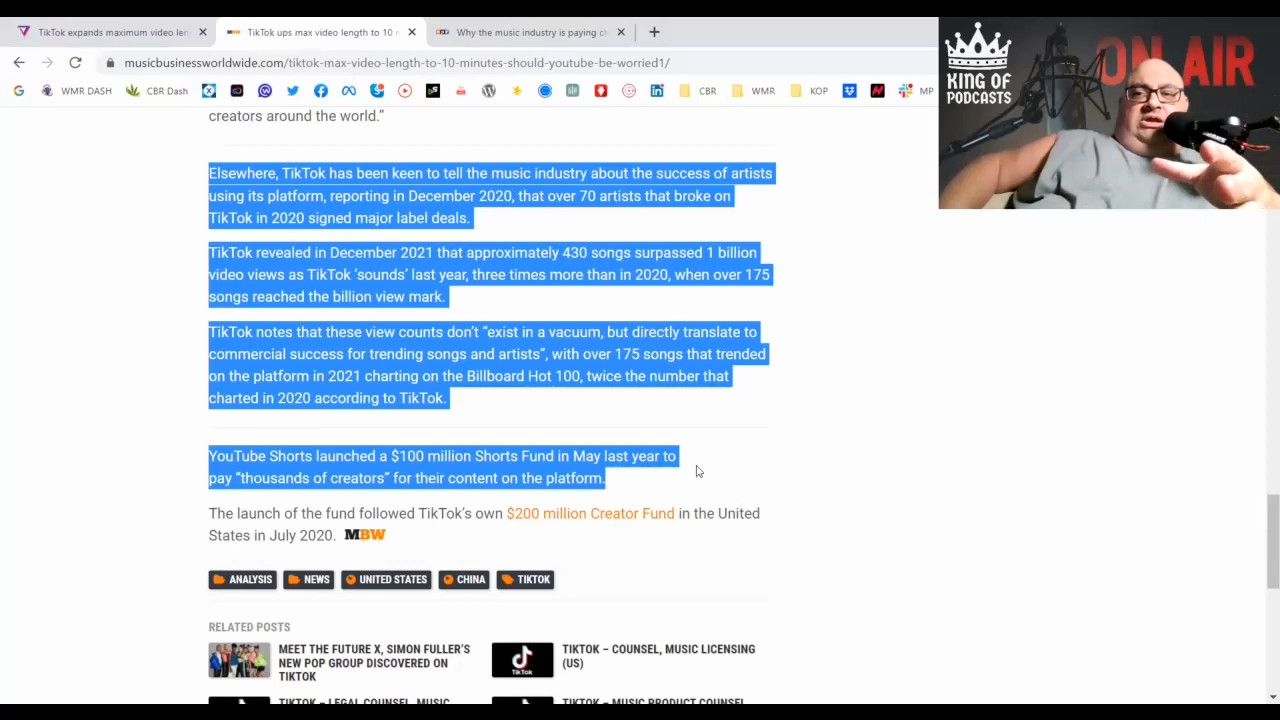 TikTok expands maximum video len
TikTok ups max video length to 10 m
Why the music industry is paying cl
musicbusinessworldwide.com/tiktok-max-video-length-to-10-minutes-should-youtube-be-worried1/
WMR DASH
CBR Dash
CBR
WMR
KOP
MP
KING OF
PODCASTS
ON AIR
creators around the world.”
Elsewhere, TikTok has been keen to tell the music industry about the success of artists
using its platform, reporting in December 2020, that over 70 artists that broke on
TikTok in 2020 signed major label deals.
TikTok revealed in December 2021 that approximately 430 songs surpassed 1 billion
video views as TikTok ‘sounds’ last year, three times more than in 2020, when over 175
songs reached the billion view mark.
TikTok notes that these view counts don’t “exist in a vacuum, but directly translate to
commercial success for trending songs and artists”, with over 175 songs that trended
on the platform in 2021 charting on the Billboard Hot 100, twice the number that
charted in 2020 according to TikTok.
YouTube Shorts launched a $100 million Shorts Fund in May last year to
pay “thousands of creators” for their content on the platform.
The launch of the fund followed TikTok’s own $200 million Creator Fund in the United
States in July 2020. MBW
ANALYSIS
NEWS
UNITED STATES
CHINA
TIKTOK
RELATED POSTS
MEET THE FUTURE X, SIMON FULLER’S
NEW POP GROUP DISCOVERED ON
TIKTOK
TikTok
TIKTOK – COUNSEL, MUSIC LICENSING
(US)
TIKTOK – LEGAL COUNSEL, MUSIC
TIKTOK – MUSIC PRODUCT COUNSEL